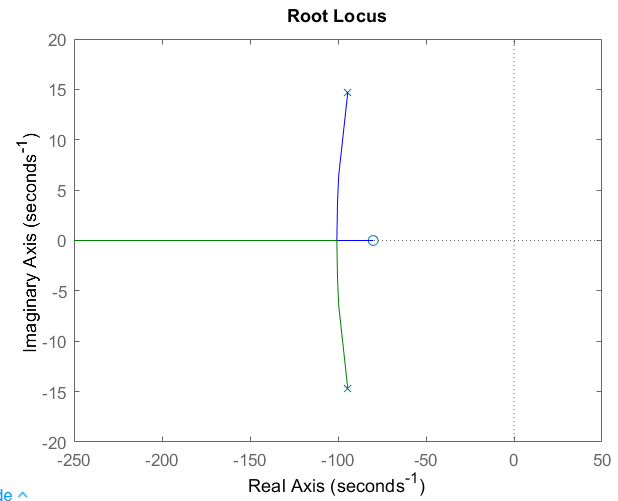 Root Locus
20
15
10
5
0
-5
-10
-15
-20
Imaginary Axis (seconds⁻¹)
-250 -200 -150 -100 -50 0 50
Real Axis (seconds⁻¹)
de